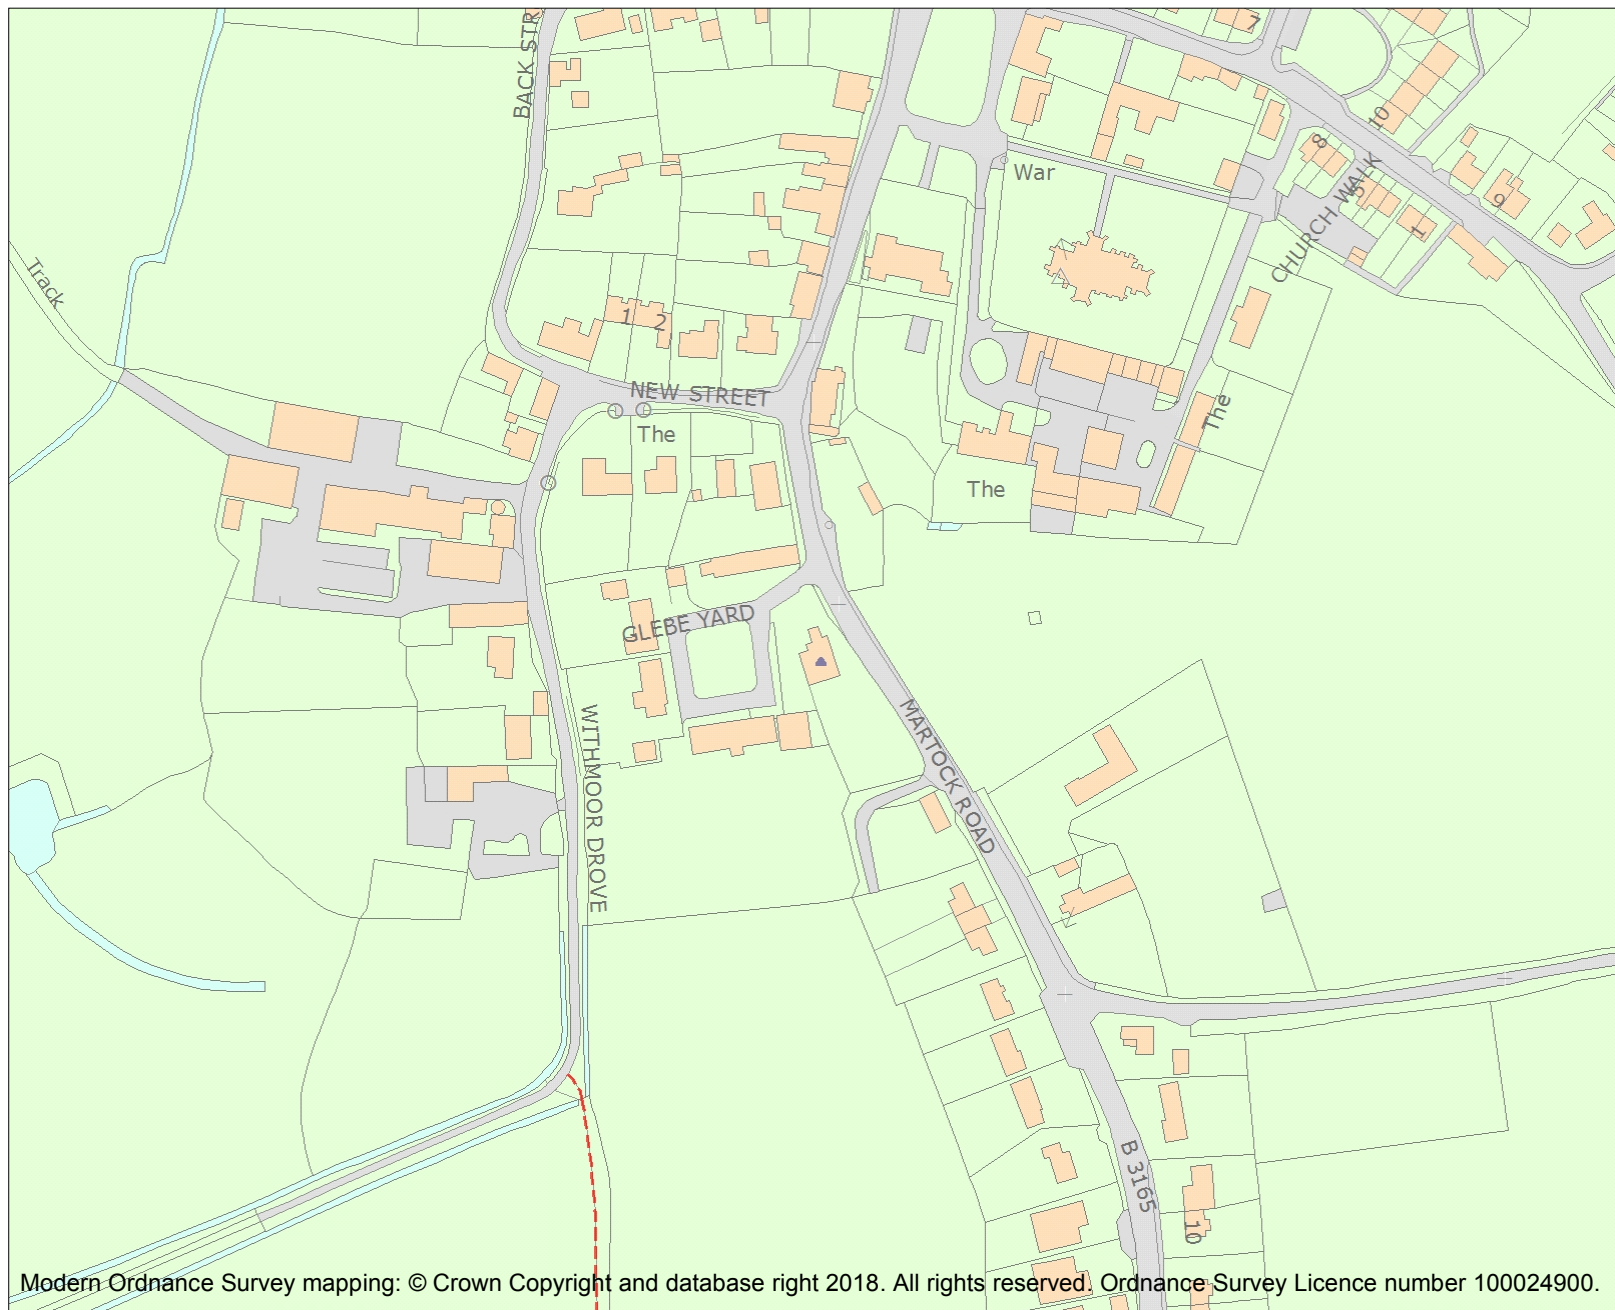 BACK STR
7
10
8
War
CHURCH WALK
5
9
1
Track
1
2
NEW STREET
The
The
The
GLEBE YARD
MARTOCK ROAD
WITHMOOR DROVE
B 3165
10
Modern Ordnance Survey mapping: © Crown Copyright and database right 2018. All rights reserved. Ordnance Survey Licence number 100024900.